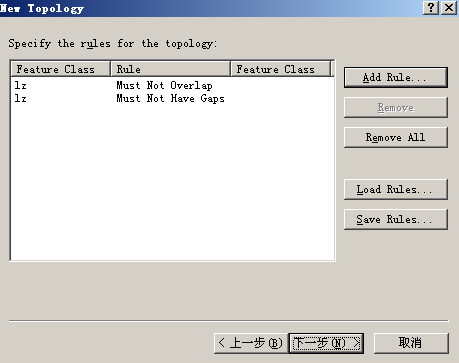 New Topology
Specify the rules for the topology:
Feature Class Rule Feature Class
lz Must Not Overlap
lz Must Not Have Gaps
Add Rule...
Remove
Remove All
Load Rules...
Save Rules...
< 上一步(B) 下一步(N) > 取消